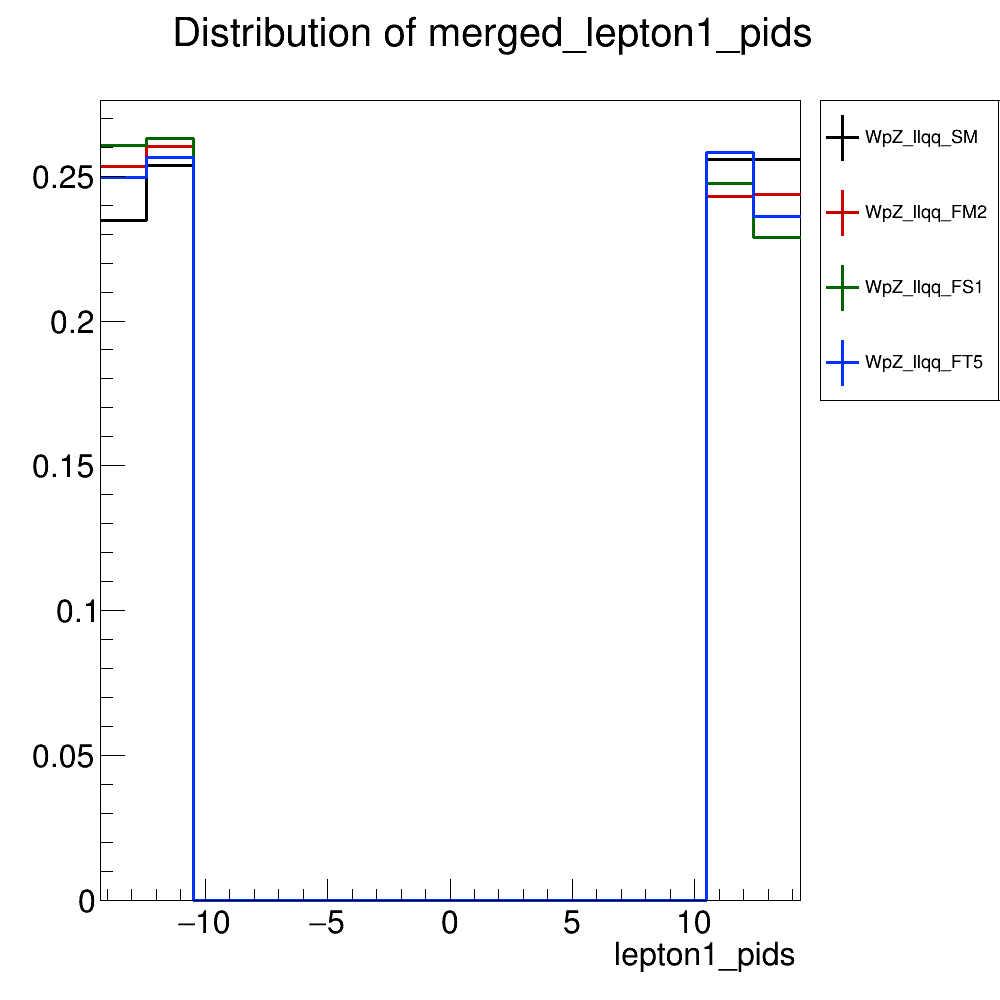 Distribution of merged_lepton1_pids
WpZ_llqq_SM
WpZ_llqq_FM2
WpZ_llqq_FS1
WpZ_llqq_FT5
0.25
0.2
0.15
0.1
0.05
0
−10 −5 0 5 10
lepton1_pids